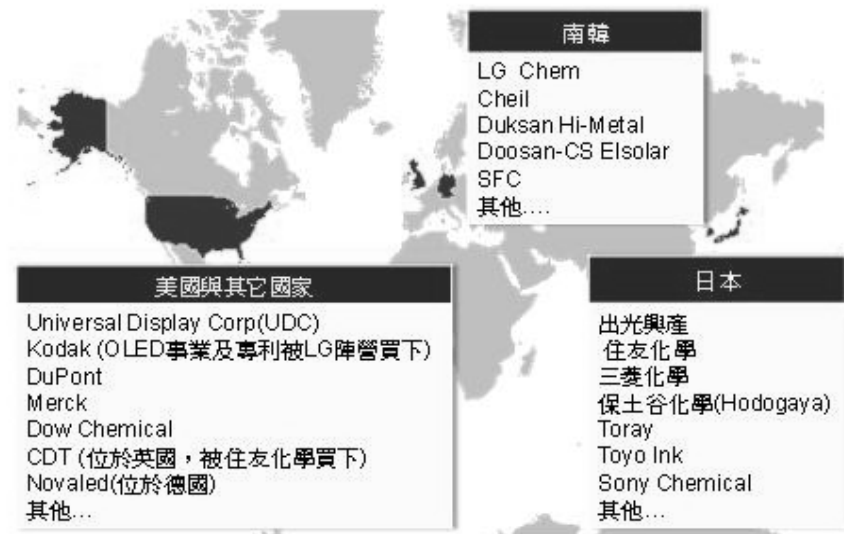 南韓
LG Chem
Cheil
Duksan Hi-Metal
Doosan-CS Elsolar
SFC
其他....
美國與其它國家
Universal Display Corp(UDC)
Kodak (OLED事業及專利被LG陣營買下)
DuPont
Merck
Dow Chemical
CDT (位於英國，被住友化學買下)
Novaled(位於德國)
其他...
日本
出光興產
住友化學
三菱化學
保土谷化學(Hodogaya)
Toray
Toyo Ink
Sony Chemical
其他...